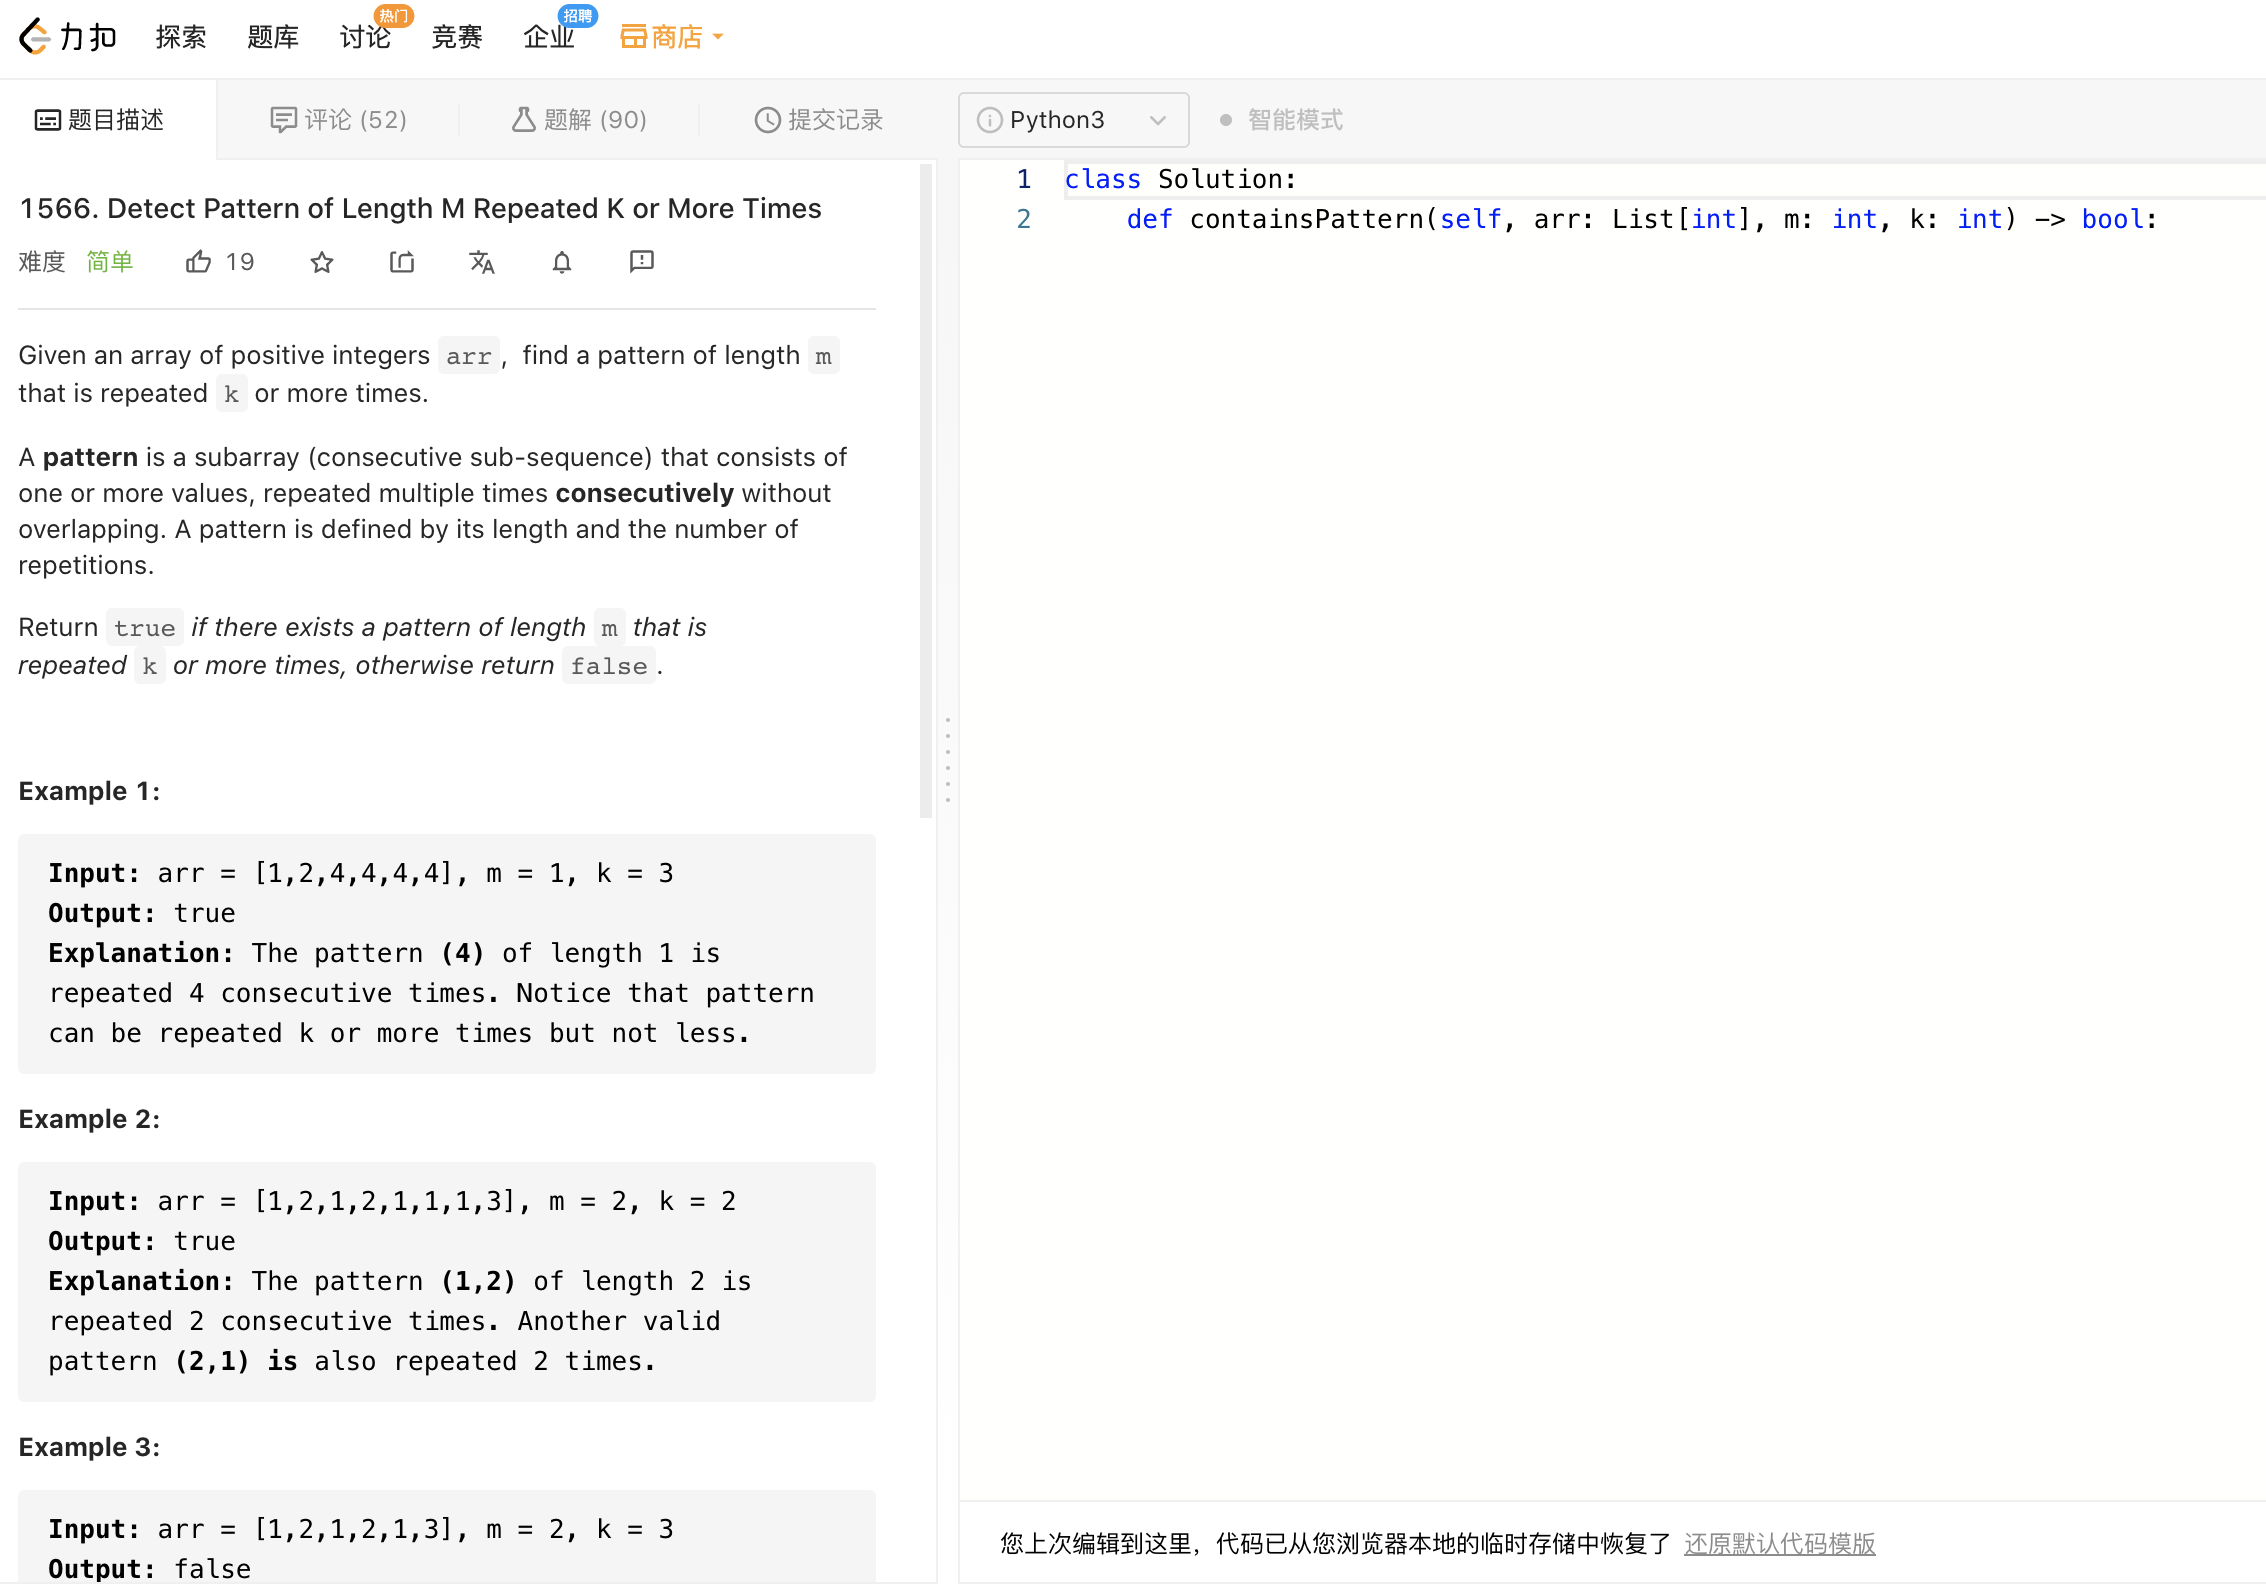 力扣 探索 题库 讨论 热门 竞赛 企业 招聘 商店
题目描述 评论 (52) 题解 (90) 提交记录
1566. Detect Pattern of Length M Repeated K or More Times
难度 简单 19
Given an array of positive integers arr, find a pattern of length m
that is repeated k or more times.
A pattern is a subarray (consecutive sub-sequence) that consists of
one or more values, repeated multiple times consecutively without
overlapping. A pattern is defined by its length and the number of
repetitions.
Return true if there exists a pattern of length m that is
repeated k or more times, otherwise return false.
Example 1:
Input: arr = [1,2,4,4,4,4], m = 1, k = 3
Output: true
Explanation: The pattern (4) of length 1 is
repeated 4 consecutive times. Notice that pattern
can be repeated k or more times but not less.
Example 2:
Input: arr = [1,2,1,2,1,1,1,3], m = 2, k = 2
Output: true
Explanation: The pattern (1,2) of length 2 is
repeated 2 consecutive times. Another valid
pattern (2,1) is also repeated 2 times.
Example 3:
Input: arr = [1,2,1,2,1,3], m = 2, k = 3
Output: false
Python3 智能模式
1 class Solution:
2 def containsPattern(self, arr: List[int], m: int, k: int) -> bool:
您上次编辑到这里，代码已从您浏览器本地的临时存储中恢复了 还原默认代码模版